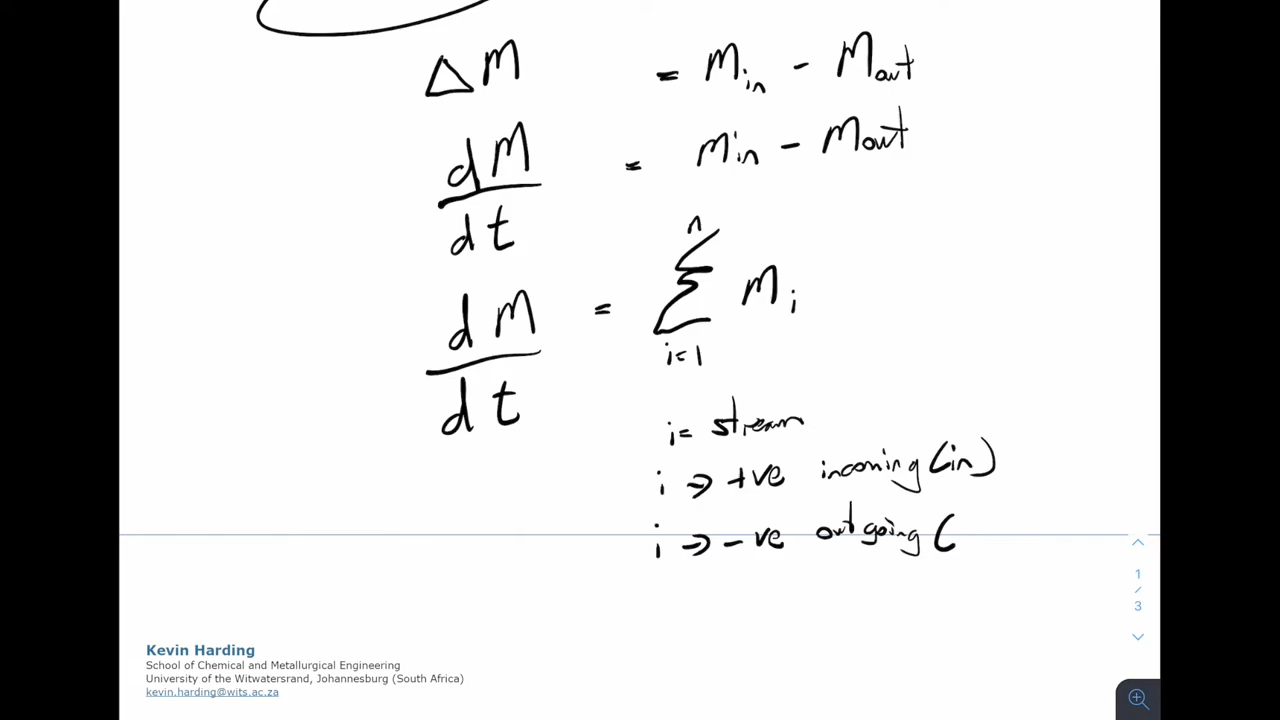 ΔM = Min - Mout
dM/dt = Min - Mout
dM/dt = Σ Mi
n
i=1
i = stream
i ⇒ +ve incoming (in)
i ⇒ -ve outgoing (
1
/
3
Kevin Harding
School of Chemical and Metallurgical Engineering
University of the Witwatersrand, Johannesburg (South Africa)
kevin.harding@wits.ac.za